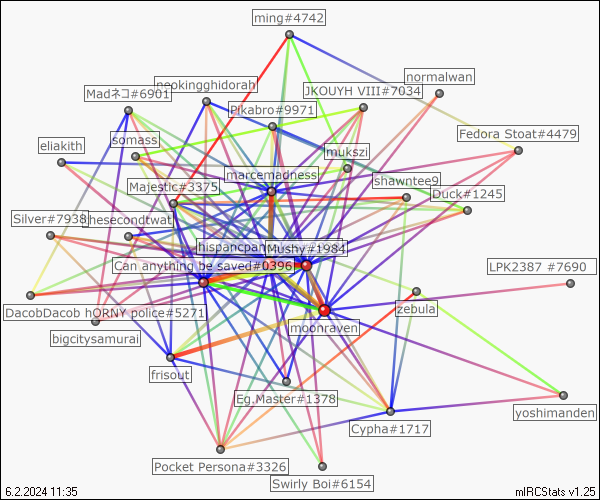 ming#4742
normalwan
neokingghidorah
JKOUYH VIII#7034
Madネコ#6901
Pikabro#9971
Fedora Stoat#4479
somass
eliakith
lmukszi
marcemadness
shawntee9
Majestic#3375
Duck#1245
Silver#7938
thesecondtwat
Mushy#1984
Can anything be saved#0396
LPK2387 #7690
DacobDacob hORNY police#5271
zebula
moonraven
bigcitysamurai
frisout
Eg.Master#1378
yoshimanden
Cypha#1717
Pocket Persona#3326
Swirly Boi#6154
6.2.2024 11:35
mIRCStats v1.25